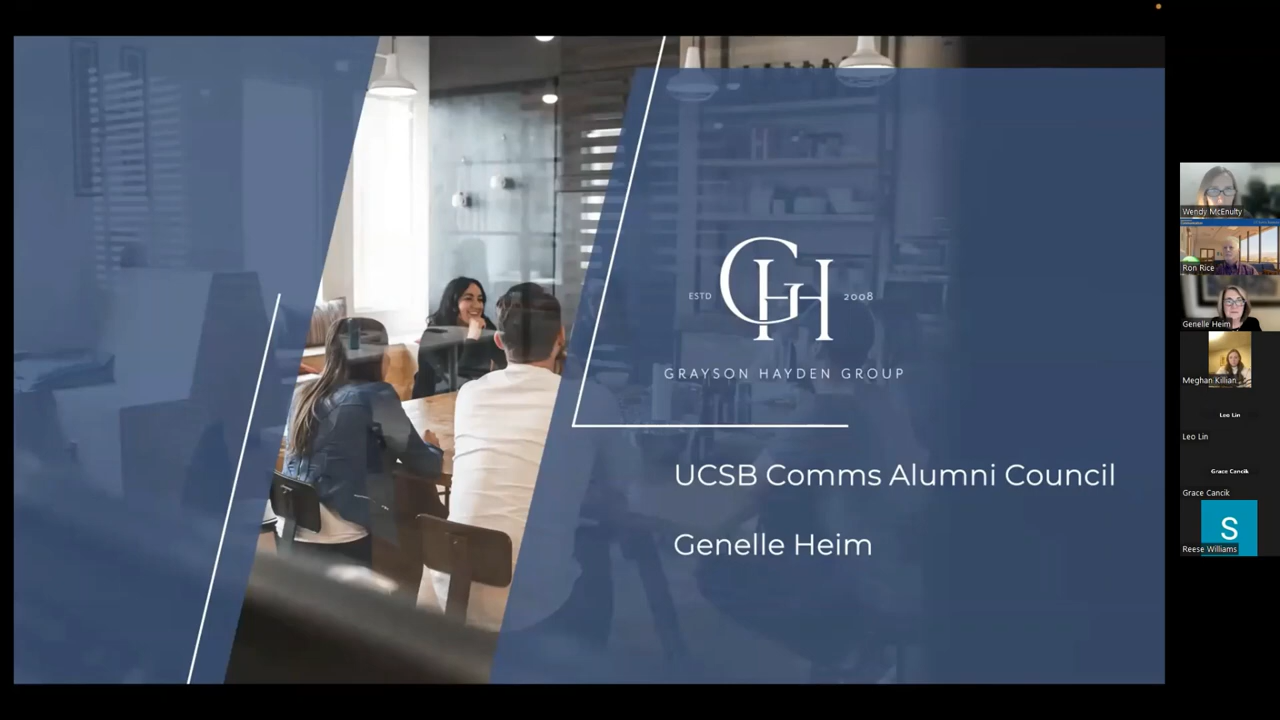 GH
ESTD
2008
GRAYSON HAYDEN GROUP
UCSB Comms Alumni Council
Genelle Heim
Wendy McEnulty
Ron Rice
Genelle Heim
Meghan Killian...
Leo Lin
Leo Lin
Grace Cancik
Grace Cancik
S
Reese Williams